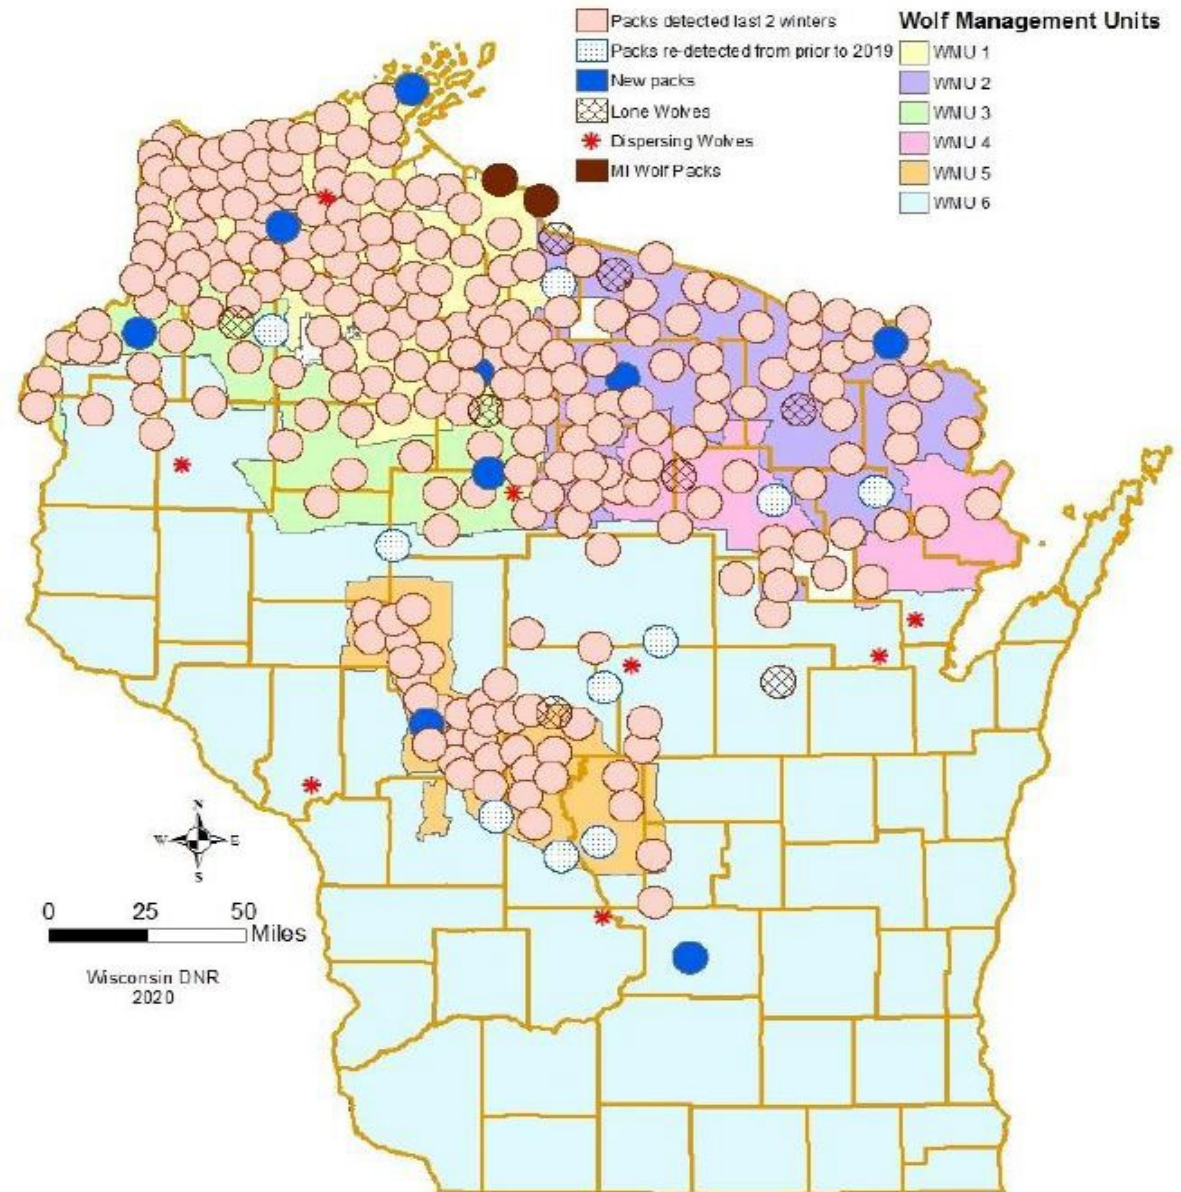 Packs detected last 2 winters
Packs re-detected from prior to 2019
New packs
Lone Wolves
Dispersing Wolves
MI Wolf Packs
Wolf Management Units
WMU 1
WMU 2
WMU 3
WMU 4
WMU 5
WMU 6
N
W
E
S
0 25 50
Miles
Wisconsin DNR
2020